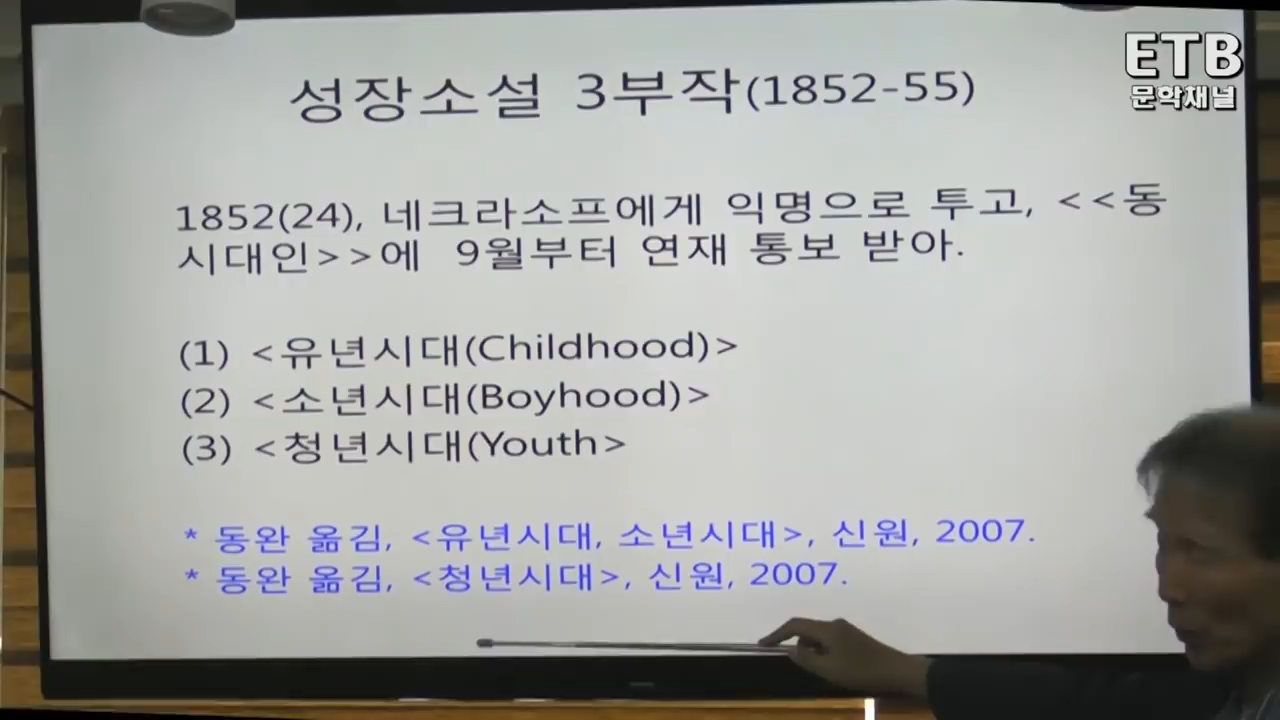 ETB
문학채널
성장소설 3부작(1852-55)
1852(24), 네크라소프에게 익명으로 투고, <<동
시대인>>에 9월부터 연재 통보 받아.
(1) <유년시대(Childhood)>
(2) <소년시대(Boyhood)>
(3) <청년시대(Youth>
* 동완 옮김, <유년시대, 소년시대>, 신원, 2007.
* 동완 옮김, <청년시대>, 신원, 2007.